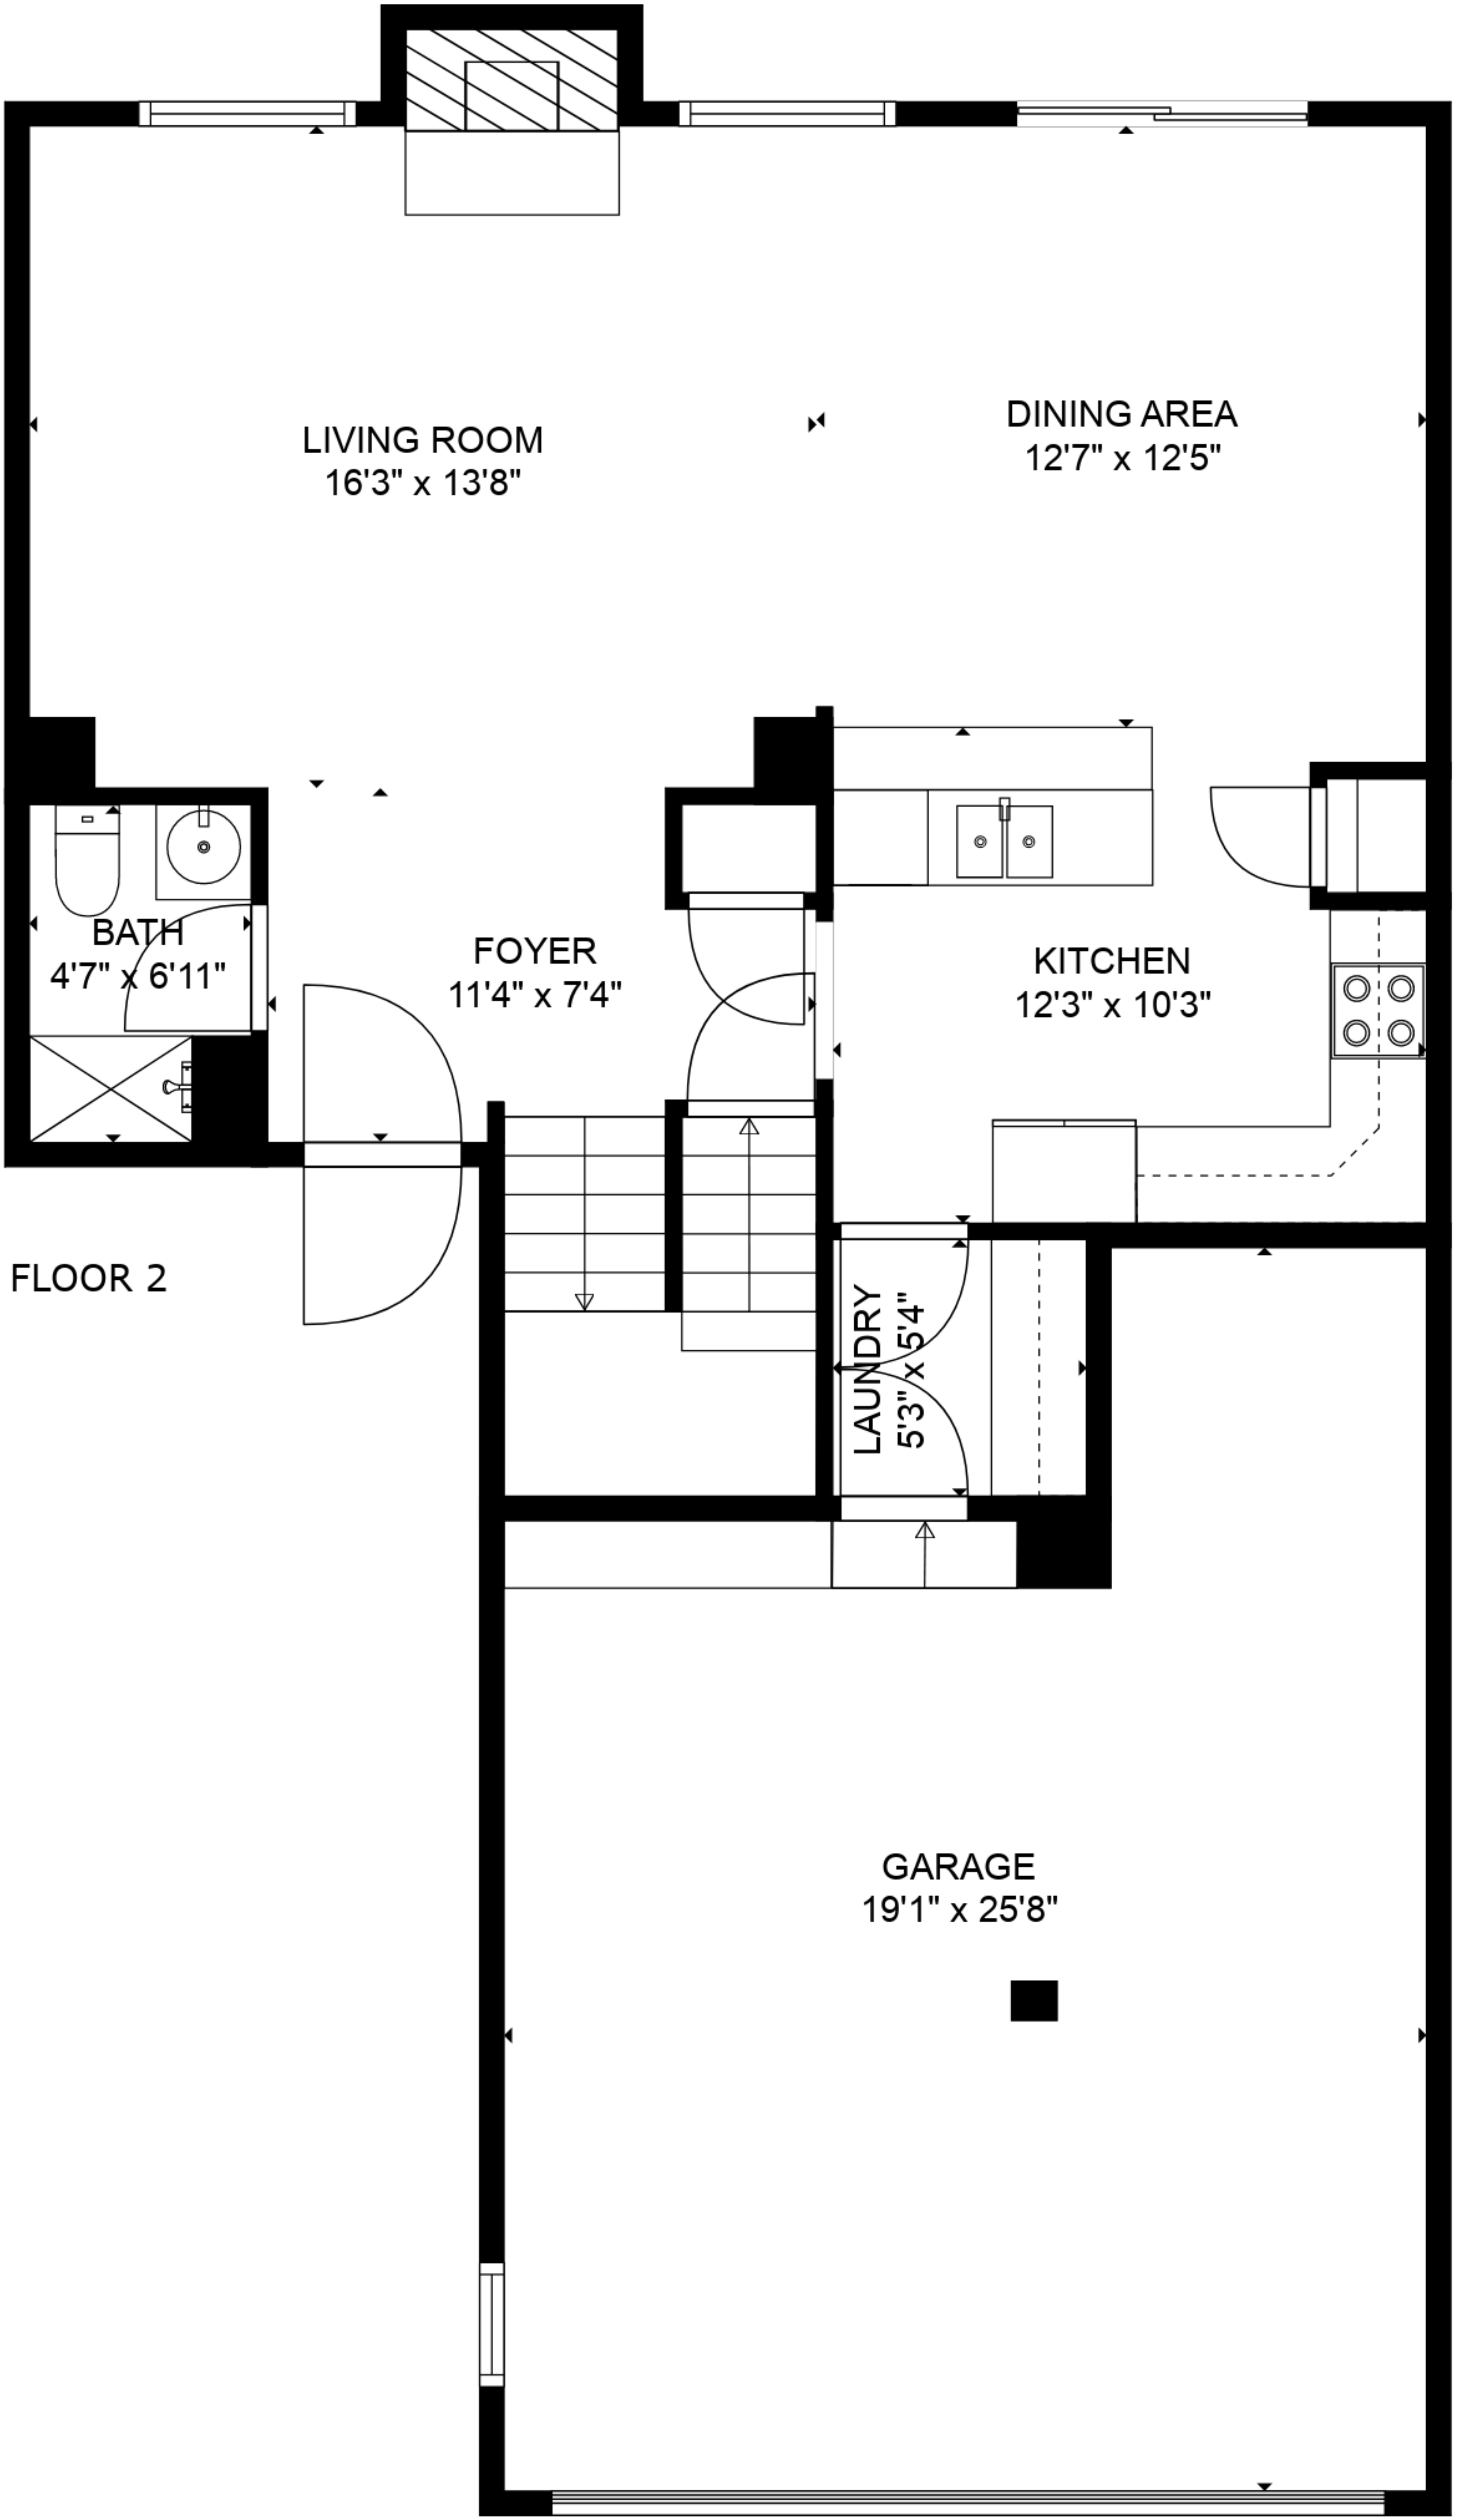 LIVING ROOM
16'3" x 13'8"
DINING AREA
12'7" x 12'5"
BATH
4'7" x 6'11"
FOYER
11'4" x 7'4"
KITCHEN
12'3" x 10'3"
FLOOR 2
LAUNDRY
5'3" x 5'4"
GARAGE
19'1" x 25'8"